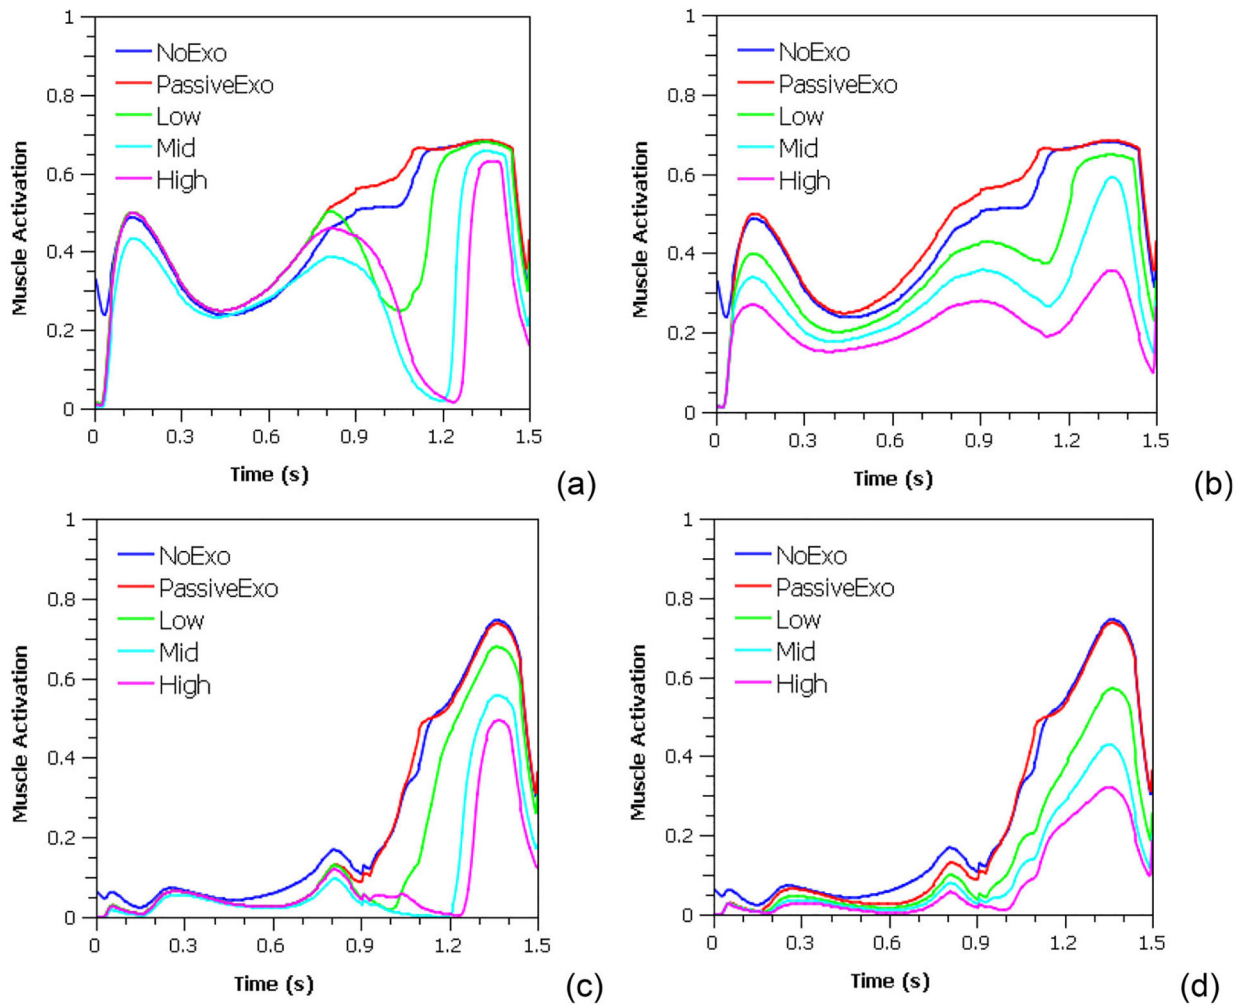 1
0.8
0.6
0.4
0.2
0
Muscle Activation
NoExo
PassiveExo
Low
Mid
High
0 0.3 0.6 0.9 1.2 1.5
Time (s)
(a)
1
0.8
0.6
0.4
0.2
0
Muscle Activation
NoExo
PassiveExo
Low
Mid
High
0 0.3 0.6 0.9 1.2 1.5
Time (s)
(b)
1
0.8
0.6
0.4
0.2
0
Muscle Activation
NoExo
PassiveExo
Low
Mid
High
0 0.3 0.6 0.9 1.2 1.5
Time (s)
(c)
1
0.8
0.6
0.4
0.2
0
Muscle Activation
NoExo
PassiveExo
Low
Mid
High
0 0.3 0.6 0.9 1.2 1.5
Time (s)
(d)